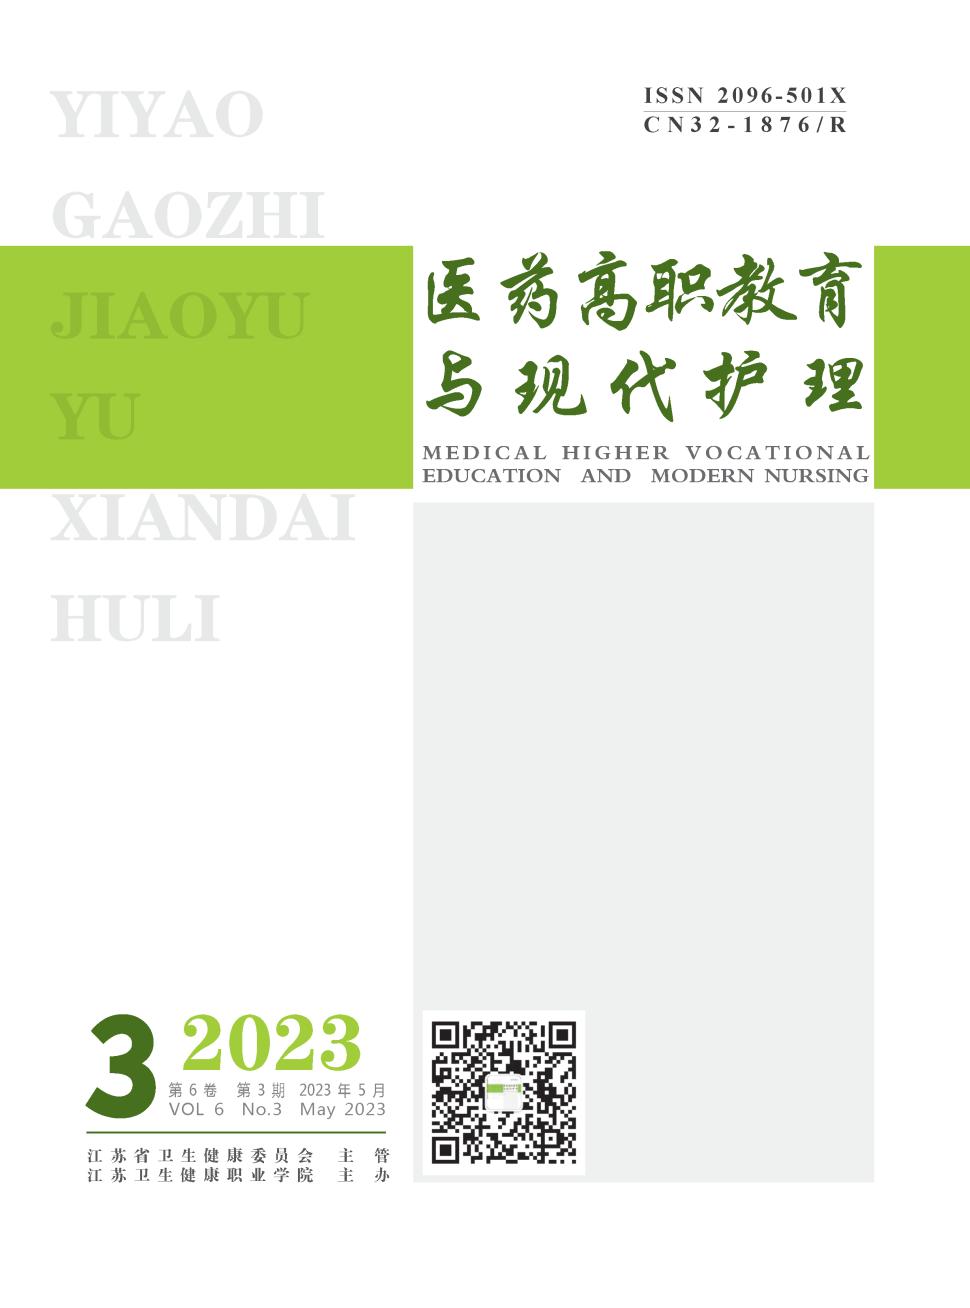 YIYAO
GAOZHI
JIAOYU
YU
XIANDAI
HULI
ISSN 2096-501X
CN32-1876/R
医药高职教育
与现代护理
MEDICAL HIGHER VOCATIONAL
EDUCATION AND MODERN NURSING
3
2023
第6卷 第3期 2023年5月
VOL 6 No.3 May 2023
江苏省卫生健康委员会 主管
江苏卫生健康职业学院 主办